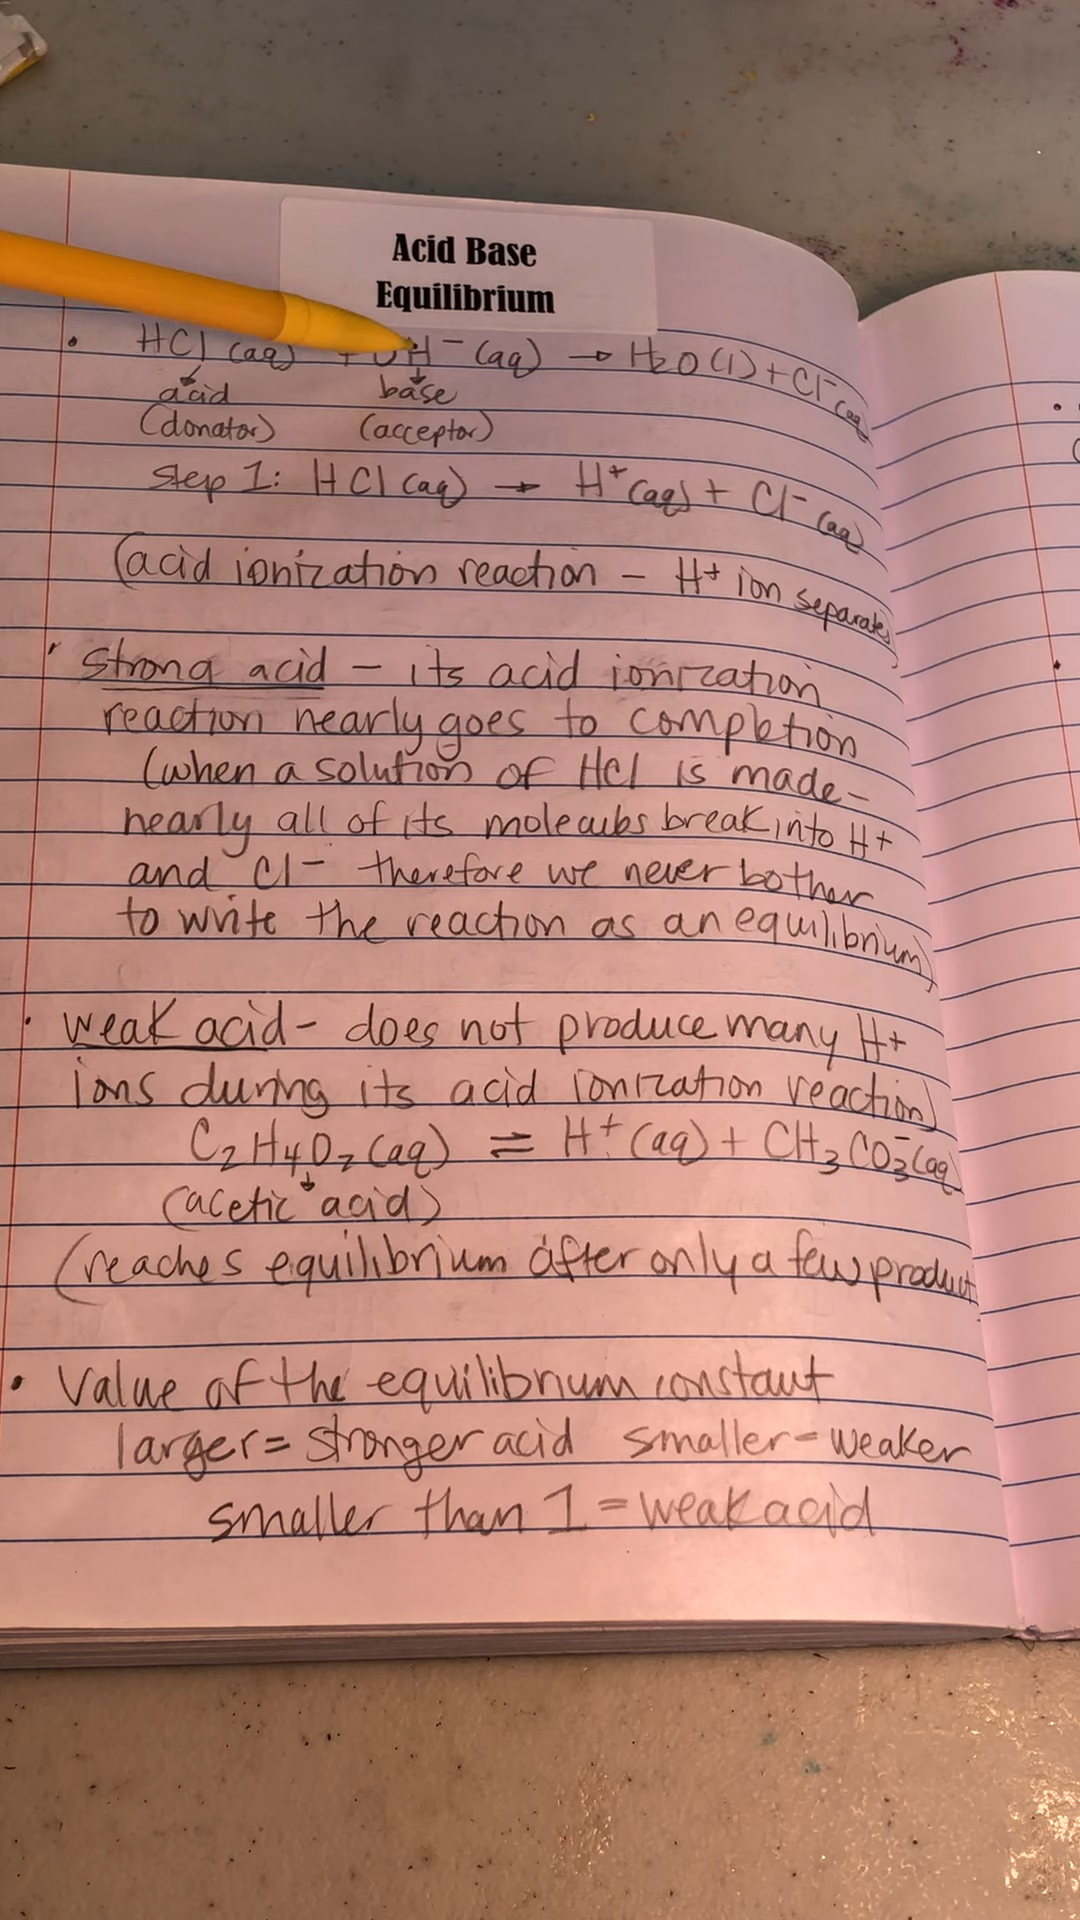 Acid Base
Equilibrium
• HCl (aq) + OH⁻ (aq) → H₂O (l) + Cl⁻ (aq)
acid base
(donator) (acceptor)
step 1: HCl (aq) → H⁺ (aq) + Cl⁻ (aq)
(acid ionization reaction – H+ ion separates
• strong acid – its acid ionization
reaction nearly goes to completion
(when a solution of HCl is made –
nearly all of its molecules break into H+
and Cl⁻ therefore we never bother
to write the reaction as an equilibrium)
• weak acid – does not produce many H+
ions during its acid ionization reaction)
C₂H₄O₂ (aq) ⇌ H⁺ (aq) + CH₃CO₃⁻ (aq)
(acetic acid)
(reaches equilibrium after only a few product
• Value of the equilibrium constant
larger = stronger acid smaller = weaker
smaller than 1 = weak acid